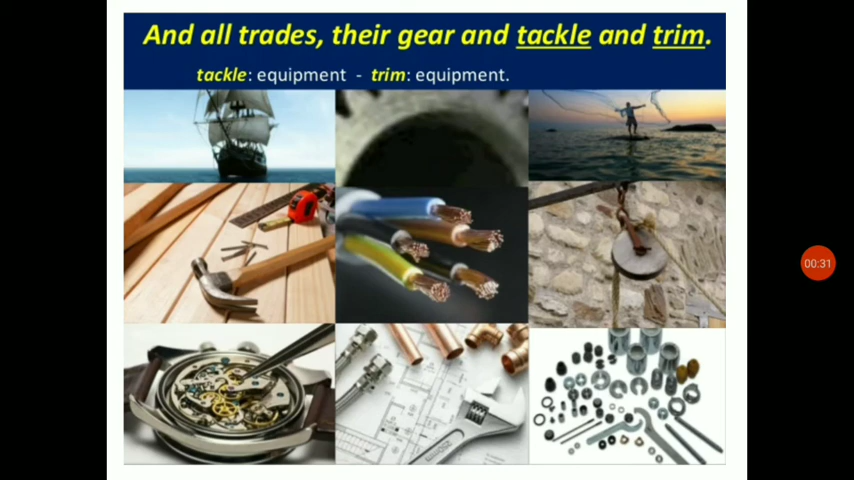 And all trades, their gear and tackle and trim.
tackle: equipment - trim: equipment.
00:31